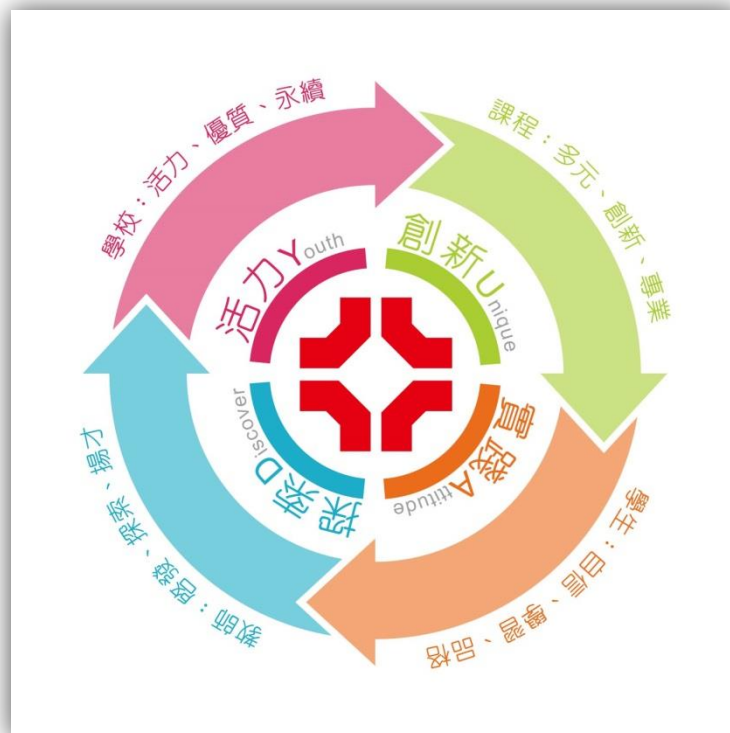 學校：活力、優質、永續
課程：多元、創新、專業
學生：自信、學習、品格
教師：啓發、探索、揚才
活力Youth
創新Unique
實踐Attitude
探索Discover